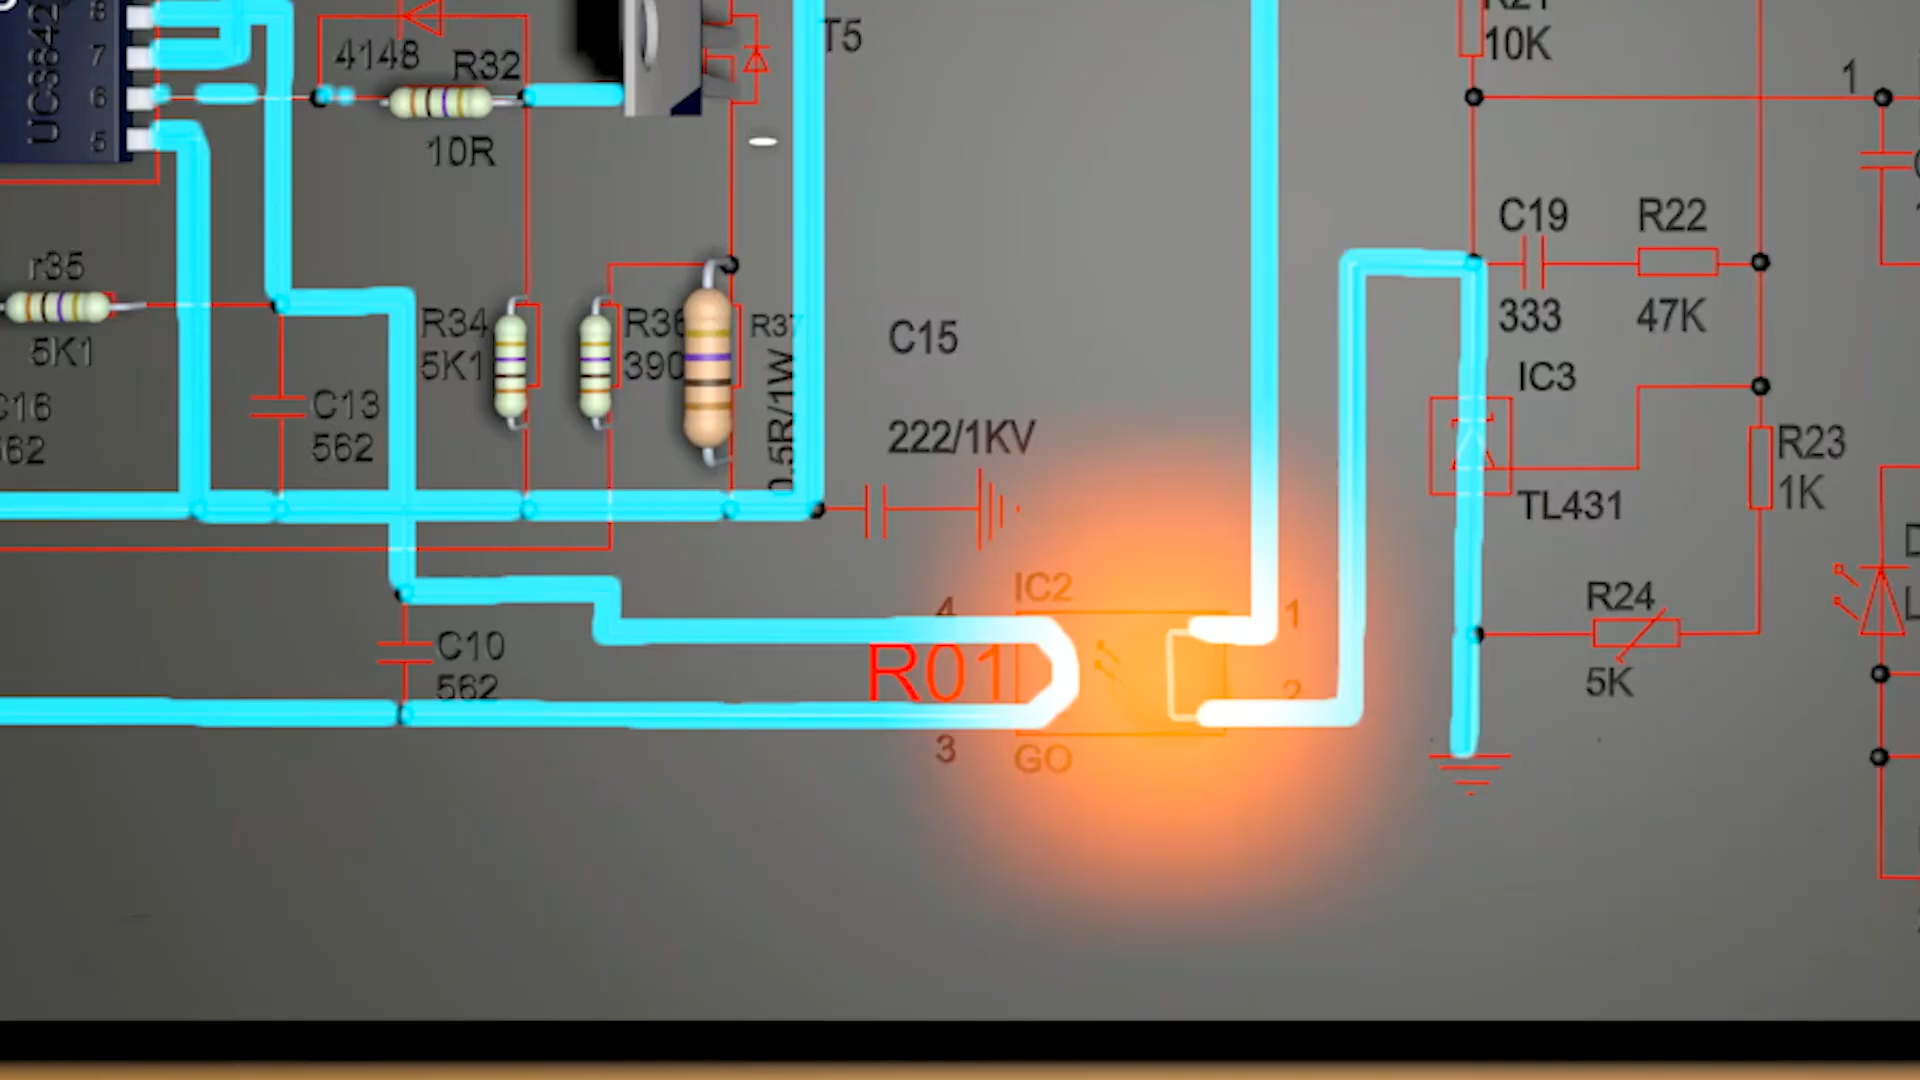 8
7
6
5
UC3842
4148
R32
10R
T5
10K
1
r35
5K1
C16
562
C13
562
R34
5K1
R36
390
R37
0.5R/1W
C15
222/1KV
C19
333
R22
47K
IC3
TL431
R23
1K
R24
5K
IC2
4
1
R01
2
3
GO
C10
562